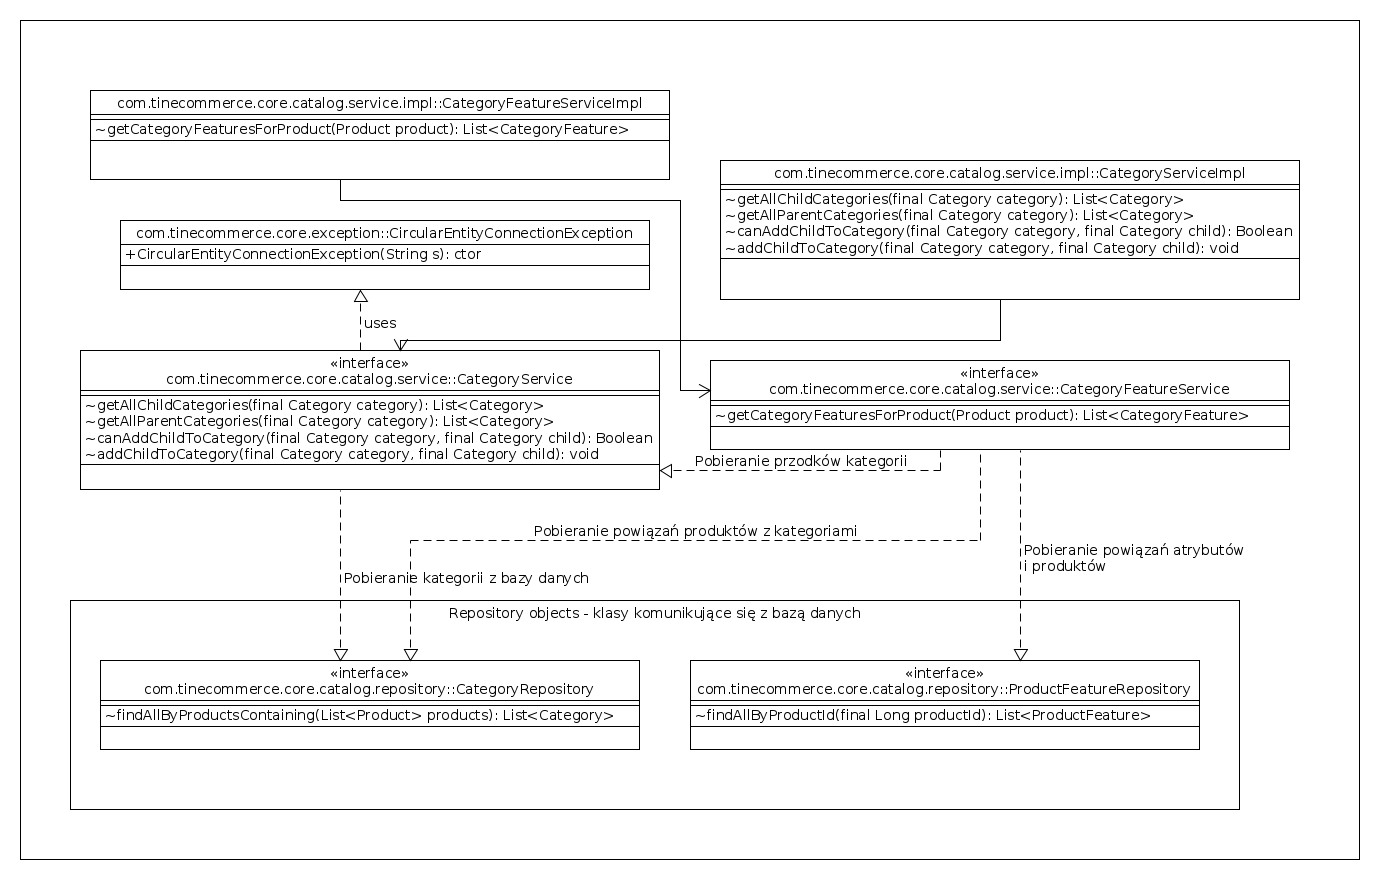 com.tinecommerce.core.catalog.service.impl::CategoryFeatureServiceImpl
~getCategoryFeaturesForProduct(Product product): List<CategoryFeature>
com.tinecommerce.core.catalog.service.impl::CategoryServiceImpl
~getAllChildCategories(final Category category): List<Category>
~getAllParentCategories(final Category category): List<Category>
~canAddChildToCategory(final Category category, final Category child): Boolean
~addChildToCategory(final Category category, final Category child): void
com.tinecommerce.core.exception::CircularEntityConnectionException
+CircularEntityConnectionException(String s): ctor
uses
«interface»
com.tinecommerce.core.catalog.service::CategoryService
~getAllChildCategories(final Category category): List<Category>
~getAllParentCategories(final Category category): List<Category>
~canAddChildToCategory(final Category category, final Category child): Boolean
~addChildToCategory(final Category category, final Category child): void
«interface»
com.tinecommerce.core.catalog.service::CategoryFeatureService
~getCategoryFeaturesForProduct(Product product): List<CategoryFeature>
Pobieranie przodków kategorii
Pobieranie powiązań produktów z kategoriami
Pobieranie powiązań atrybutów
i produktów
Pobieranie kategorii z bazy danych
Repository objects - klasy komunikujące się z bazą danych
«interface»
com.tinecommerce.core.catalog.repository::CategoryRepository
~findAllByProductsContaining(List<Product> products): List<Category>
«interface»
com.tinecommerce.core.catalog.repository::ProductFeatureRepository
~findAllByProductId(final Long productId): List<ProductFeature>